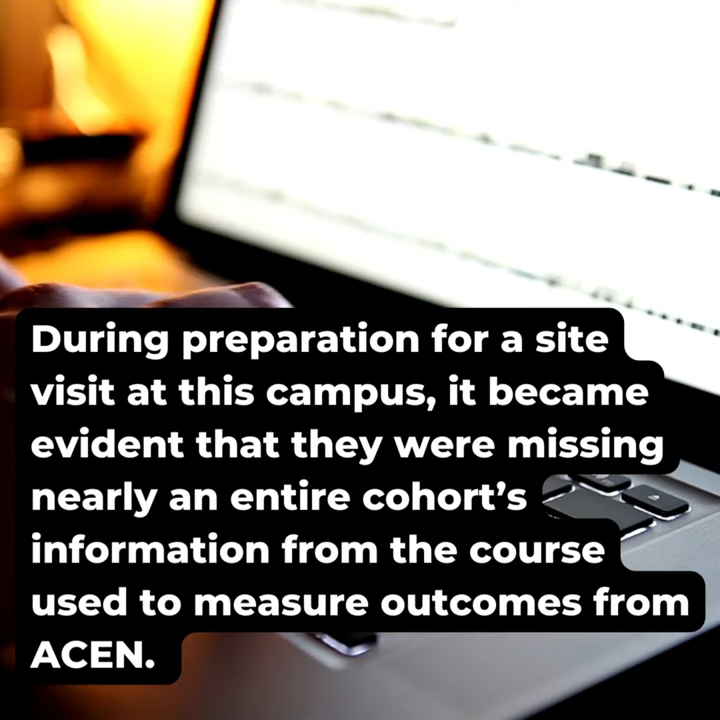 During preparation for a site
visit at this campus, it became
evident that they were missing
nearly an entire cohort’s
information from the course
used to measure outcomes from
ACEN.